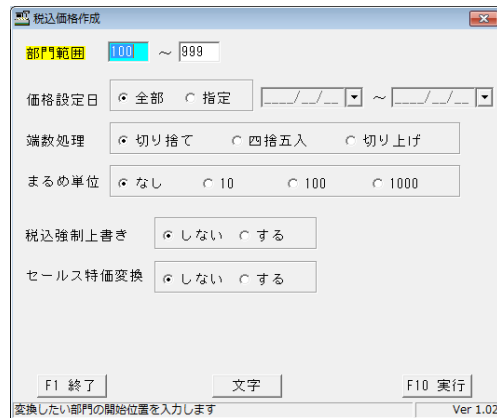 税込価格作成
部門範囲 100 ～ 999
価格設定日 全部 指定 ____/__/__ ～ ____/__/__
端数処理 切り捨て 四捨五入 切り上げ
まるめ単位 なし 10 100 1000
税込強制上書き しない する
セールス特価変換 しない する
F1 終了 文字 F10 実行
変換したい部門の開始位置を入力します Ver 1.02